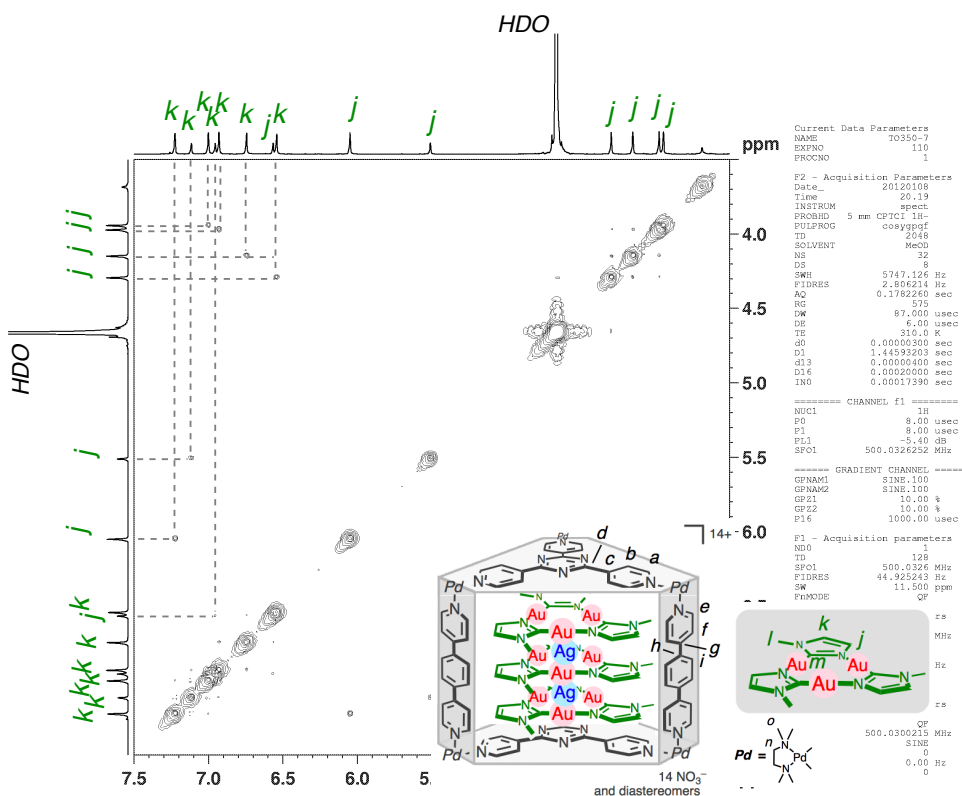 HDO
k
k
k
k
k
k
j
k
j
j
j
j
j
j
ppm
j
j
j
j
HDO
j
j
j
k
k
k
k
k
k
k
4.0
4.5
5.0
5.5
6.0
7.5
7.0
6.5
6.0
5.
Current Data Parameters
NAME TO350-7
EXPNO 110
PROCNO 1
F2 - Acquisition Parameters
Date_ 20120108
Time 20.19
INSTRUM spect
PROBHD 5 mm CPTCI 1H-
PULPROG cosygpqf
TD 2048
SOLVENT MeOD
NS 32
DS 8
SWH 5747.126 Hz
FIDRES 2.806214 Hz
AQ 0.1782260 sec
RG 575
DW 87.000 usec
DE 6.00 usec
TE 310.0 K
d0 0.00000300 sec
D1 1.44593203 sec
d13 0.00000400 sec
D16 0.00020000 sec
IN0 0.00017390 sec
======== CHANNEL f1 ========
NUC1 1H
P0 8.00 usec
P1 8.00 usec
PL1 -5.40 dB
SFO1 500.0326252 MHz
====== GRADIENT CHANNEL =====
GPNAM1 SINE.100
GPNAM2 SINE.100
GPZ1 10.00 %
GPZ2 10.00 %
P16 1000.00 usec
F1 - Acquisition parameters
ND0 1
TD 128
SFO1 500.0326 MHz
FIDRES 44.925243 Hz
SW 11.500 ppm
FnMODE QF
rs
MHz
Hz
rs
QF
500.0300215 MHz
SINE
0
0.00 Hz
0
14+
Pd
N
d
c
b
a
N
N
Pd
Pd
N
N
e
f
g
h
i
Au
Au
Au
Ag
Au
Au
Au
Ag
Au
Au
Au
N
N
Pd
Pd
N
N
14 NO₃⁻
and diastereomers
k
l
j
N
N
Au
m
Au
N
Au
N
N
N
o
n
Pd =
N
Pd
N